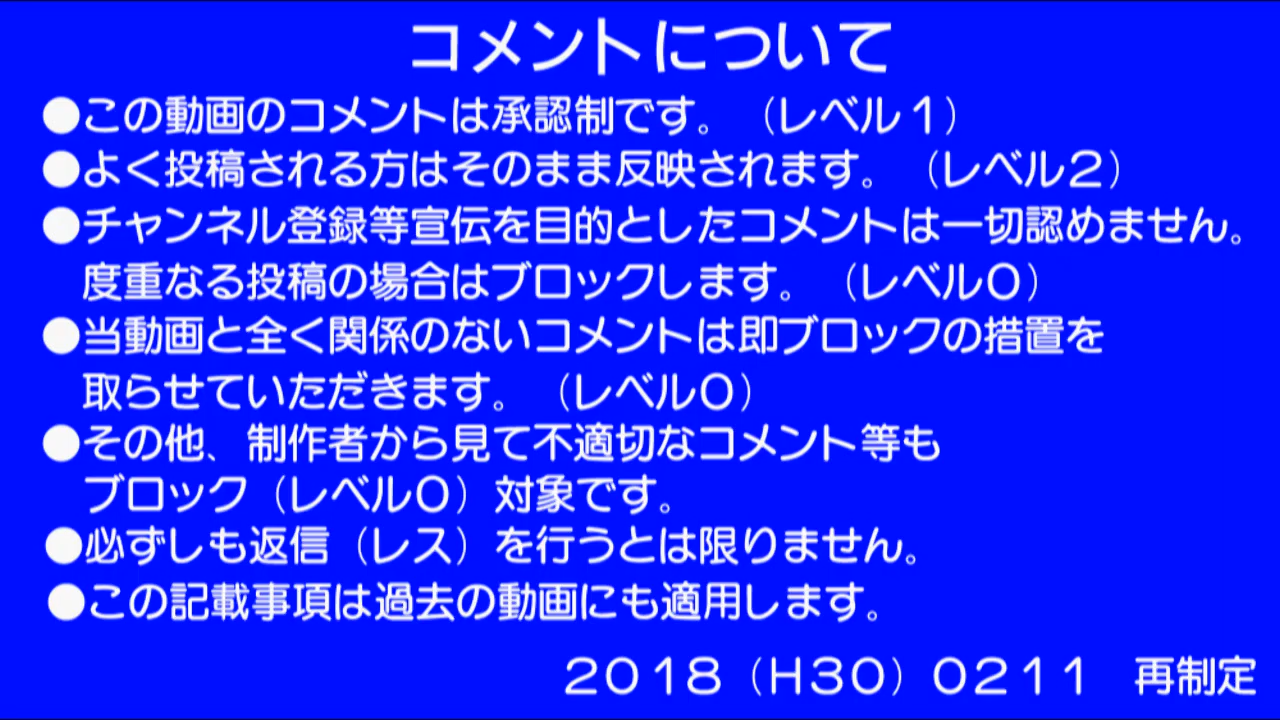 コメントについて
●この動画のコメントは承認制です。（レベル１）
●よく投稿される方はそのまま反映されます。（レベル２）
●チャンネル登録等宣伝を目的としたコメントは一切認めません。
度重なる投稿の場合はブロックします。（レベル０）
●当動画と全く関係のないコメントは即ブロックの措置を
取らせていただきます。（レベル０）
●その他、制作者から見て不適切なコメント等も
ブロック（レベル０）対象です。
●必ずしも返信（レス）を行うとは限りません。
●この記載事項は過去の動画にも適用します。
２０１８（Ｈ３０）０２１１　再制定